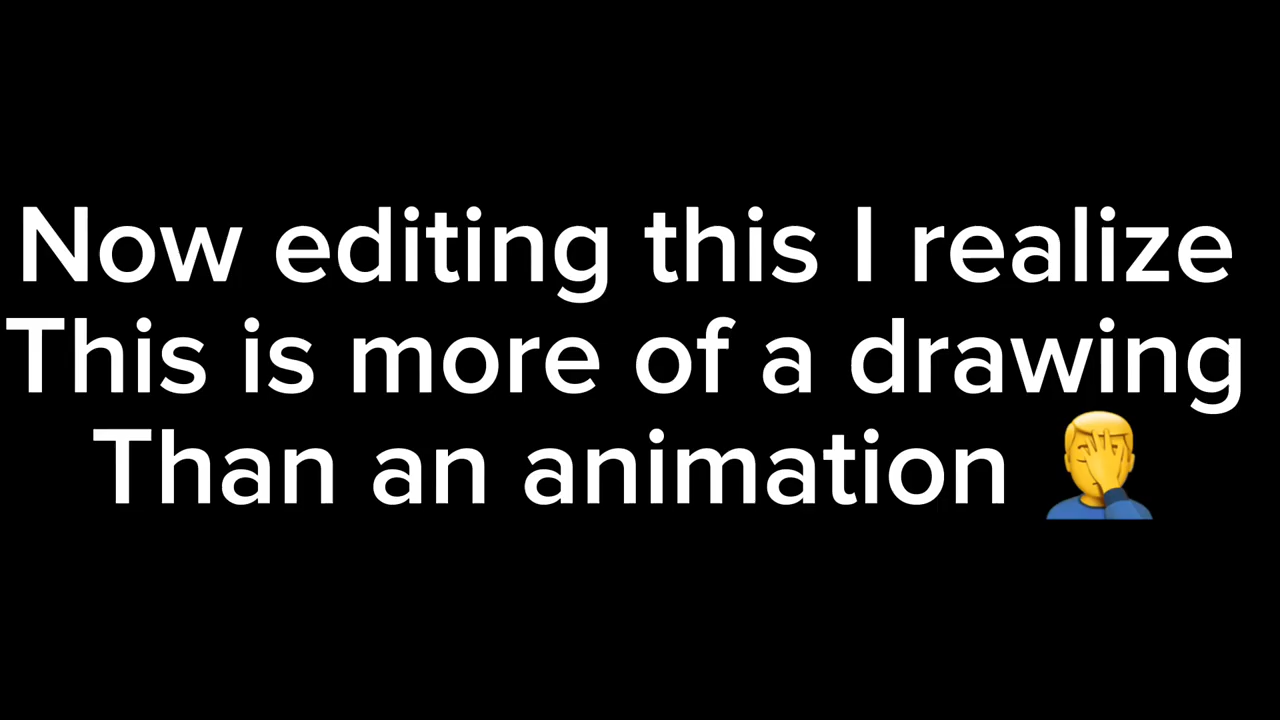 Now editing this I realize
This is more of a drawing
Than an animation 🤦‍♂️